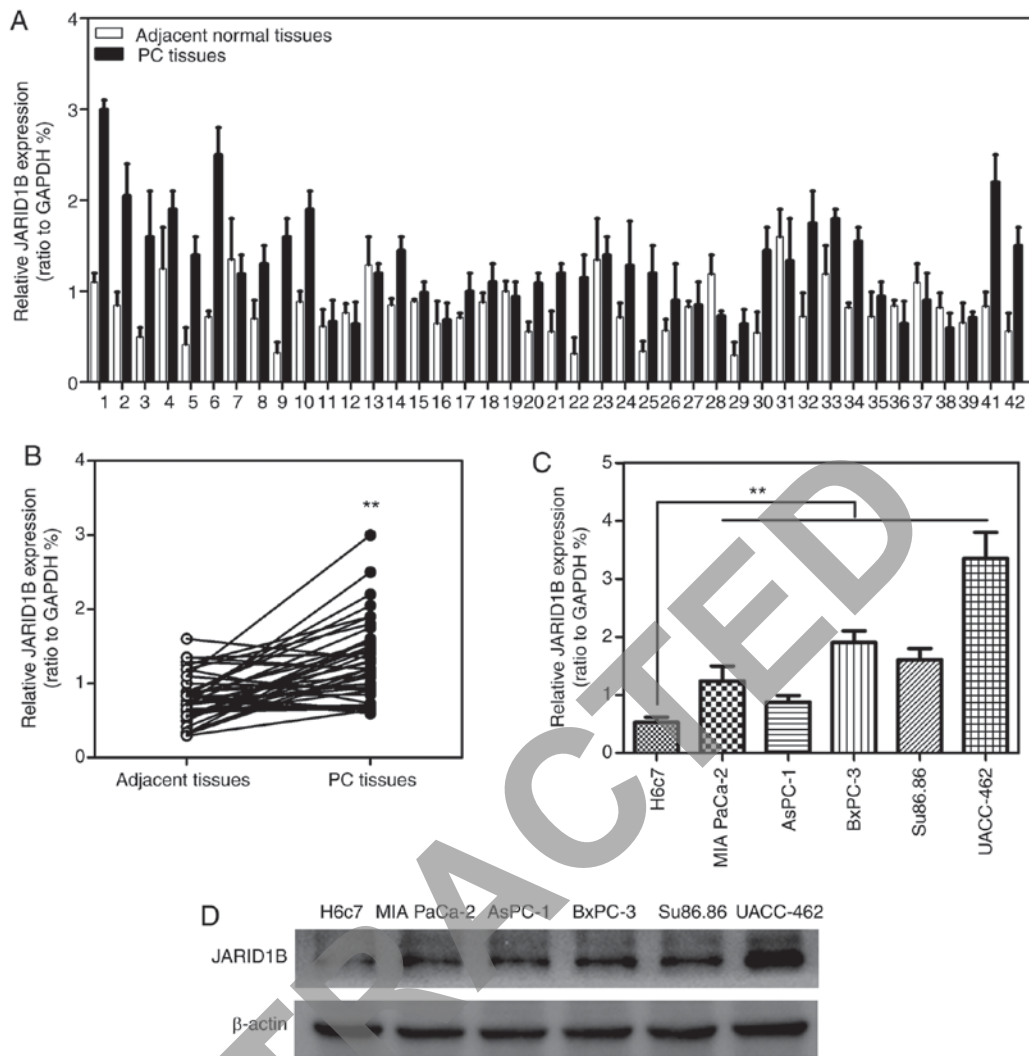 A
Adjacent normal tissues
PC tissues
Relative JARID1B expression
(ratio to GAPDH %)
4
3
2
1
0
1 2 3 4 5 6 7 8 9 10 11 12 13 14 15 16 17 18 19 20 21 22 23 24 25 26 27 28 29 30 31 32 33 34 35 36 37 38 39 41 42
B
Relative JARID1B expression
(ratio to GAPDH %)
4
3
2
1
0
**
Adjacent tissues PC tissues
C
Relative JARID1B expression
(ratio to GAPDH %)
5
4
3
2
1
0
**
H6c7
MIA PaCa-2
AsPC-1
BxPC-3
Su86.86
UACC-462
D
H6c7 MIA PaCa-2 AsPC-1 BxPC-3 Su86.86 UACC-462
JARID1B
β-actin
TRACTED